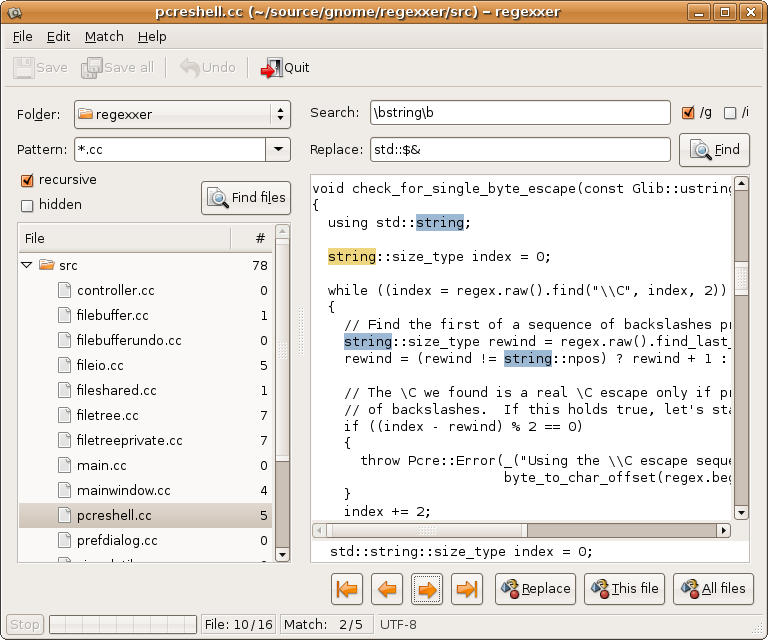 pcreshell.cc (~/source/gnome/regexxer/src) – regexxer
File Edit Match Help
Save Save all Undo Quit
Folder: regexxer
Pattern: *.cc
recursive
hidden
Find files
Search: \bstring\b /g /i
Replace: std::$& Find
File #
src 78
controller.cc 0
filebuffer.cc 1
filebufferundo.cc 0
fileio.cc 5
fileshared.cc 1
filetree.cc 7
filetreeprivate.cc 7
main.cc 0
mainwindow.cc 4
pcreshell.cc 5
prefdialog.cc 0
void check_for_single_byte_escape(const Glib::ustring
{
using std::string;
string::size_type index = 0;
while ((index = regex.raw().find("\\C", index, 2))
{
// Find the first of a sequence of backslashes
string::size_type rewind = regex.raw().find_last_
rewind = (rewind != string::npos) ? rewind + 1 :
// The \C we found is a real \C escape only if
// of backslashes. If this holds true, let's
if ((index - rewind) % 2 == 0)
{
throw Pcre::Error(_("Using the \\C escape
byte_to_char_offset(regex.
}
index += 2;
std::string::size_type index = 0;
Replace This file All files
Stop File: 10/16 Match: 2/5 UTF-8